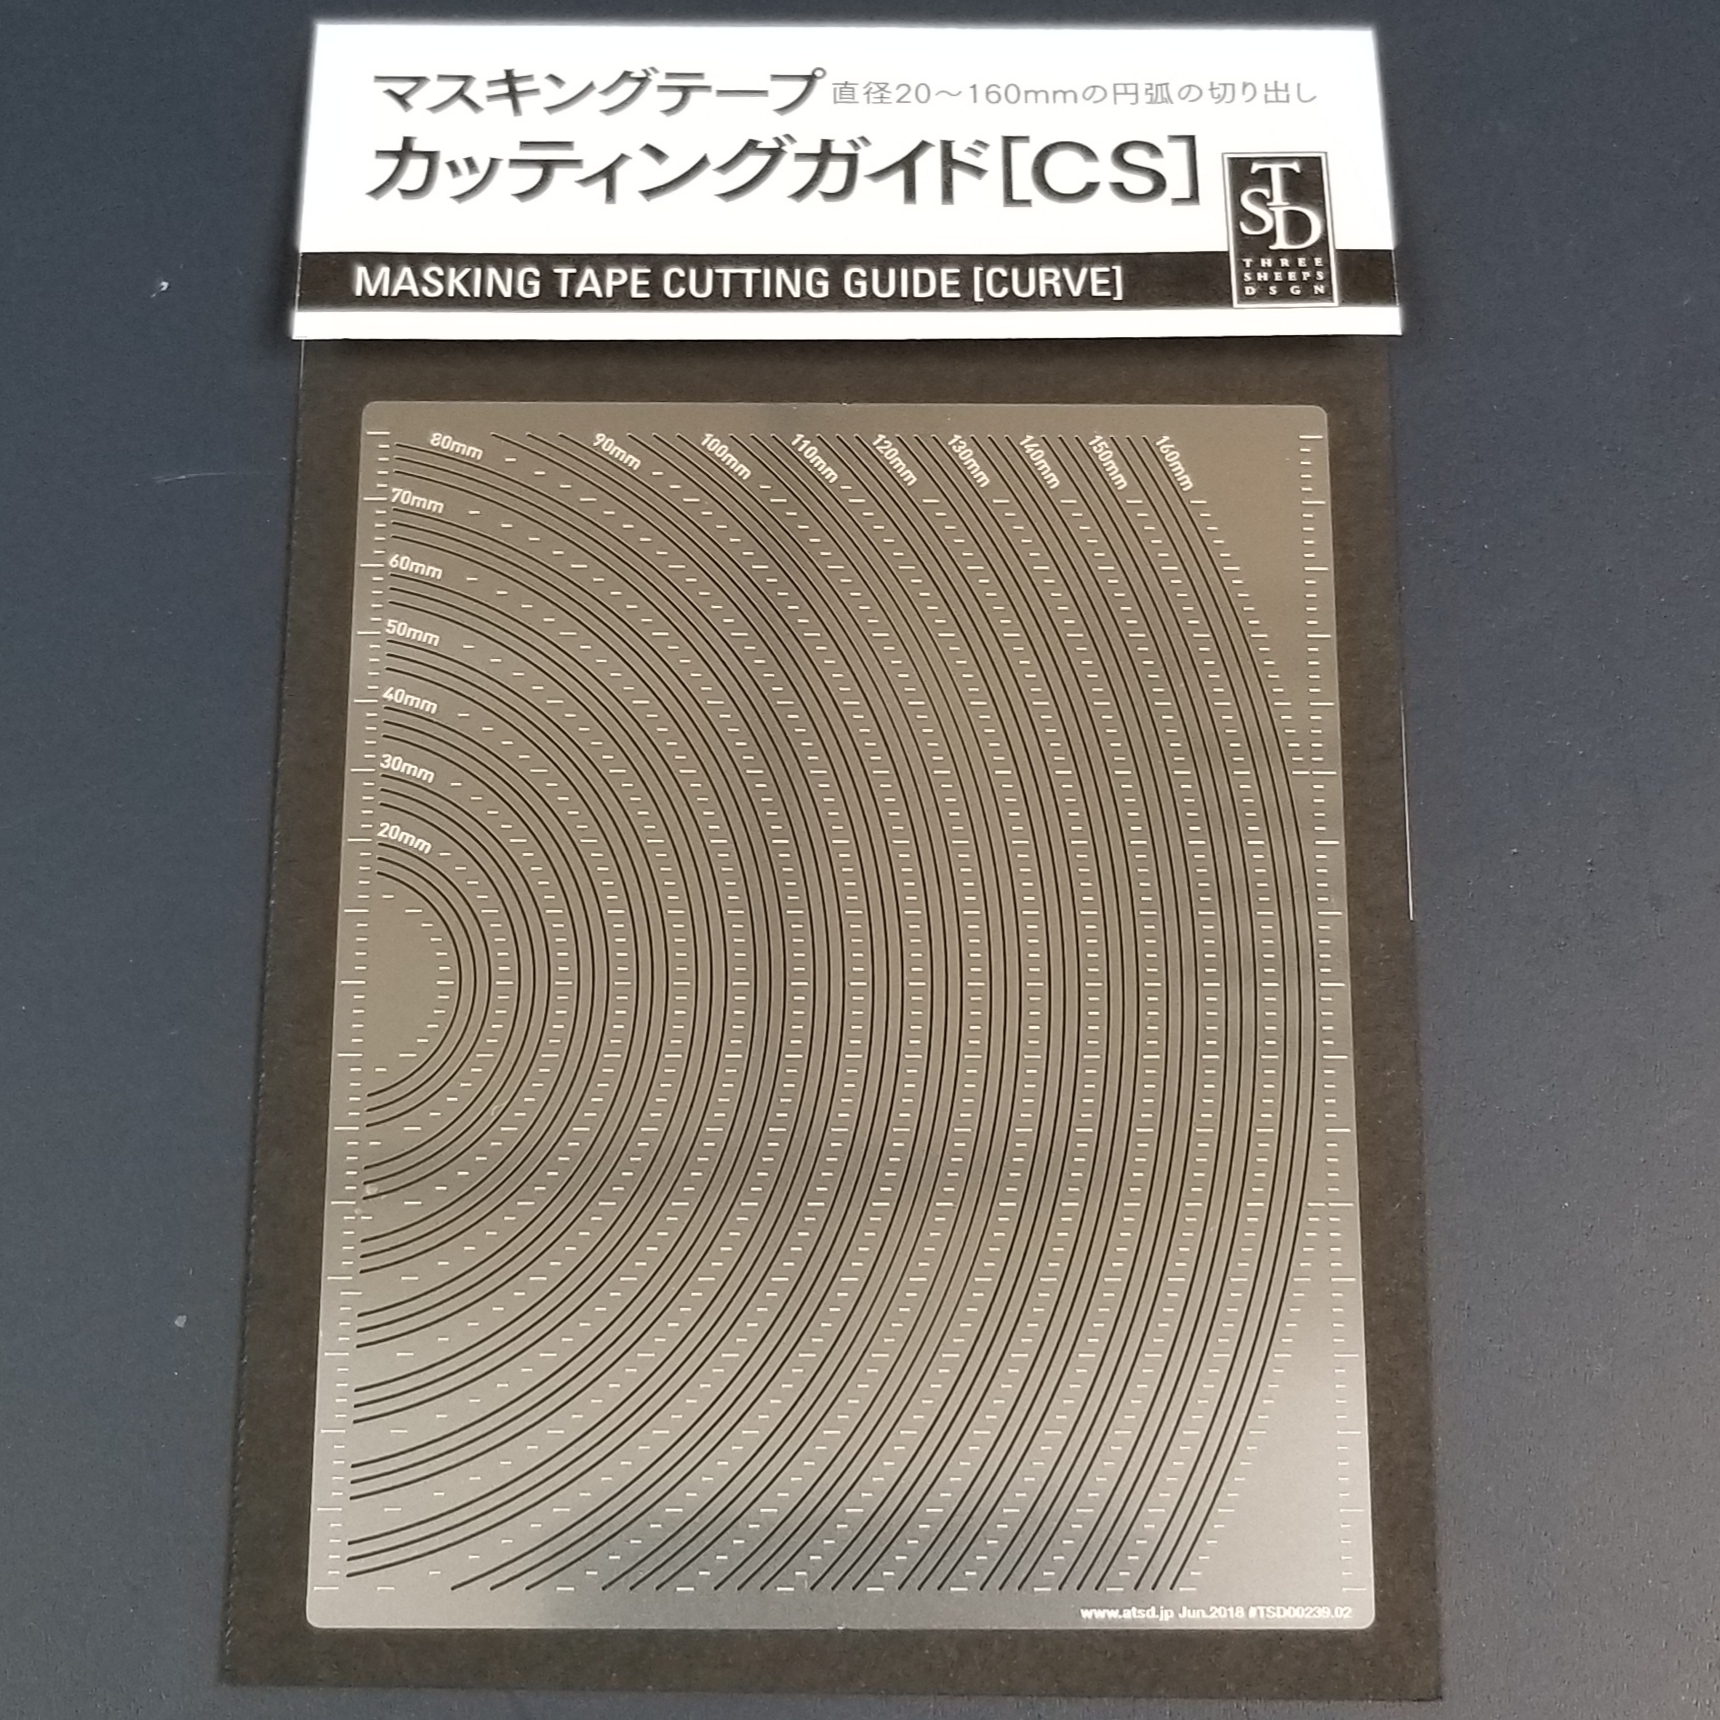 マスキングテープ 直径20～160mmの円弧の切り出し
カッティングガイド[CS]
TSD
THREE
SHEEPS
DSGN
MASKING TAPE CUTTING GUIDE [CURVE]
80mm 90mm 100mm 110mm 120mm 130mm 140mm 150mm 160mm
70mm
60mm
50mm
40mm
30mm
20mm
www.atsd.jp Jun.2018 #TSD00239.02